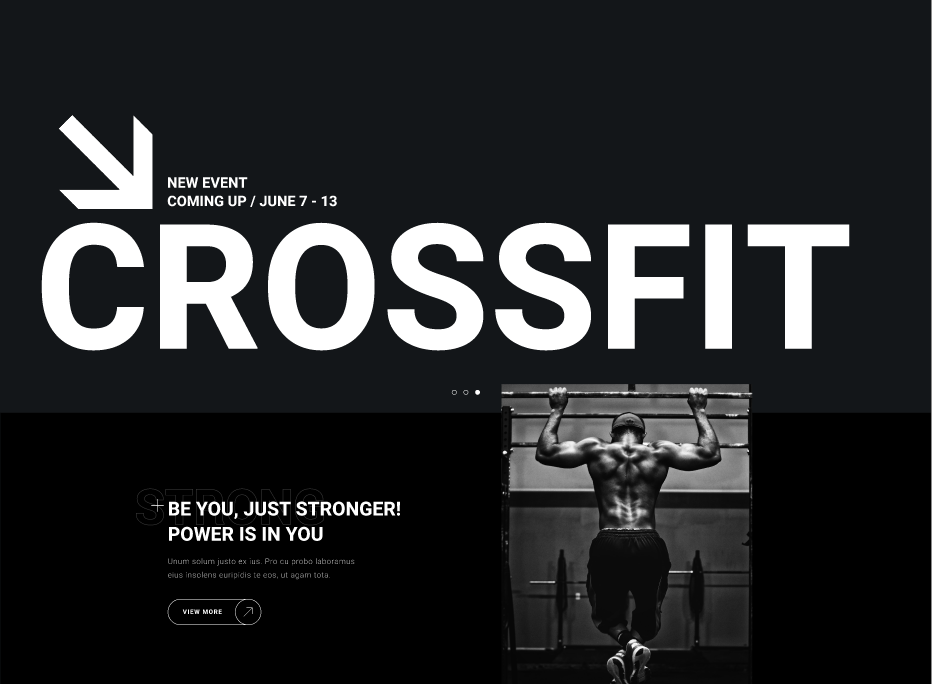 NEW EVENT
COMING UP / JUNE 7 - 13
CROSSFIT
STRONG
BE YOU, JUST STRONGER!
POWER IS IN YOU
Unum solum justo ex ius. Pro cu probo laboramus
eius insolens euripidis te eos, ut agam tota.
VIEW MORE